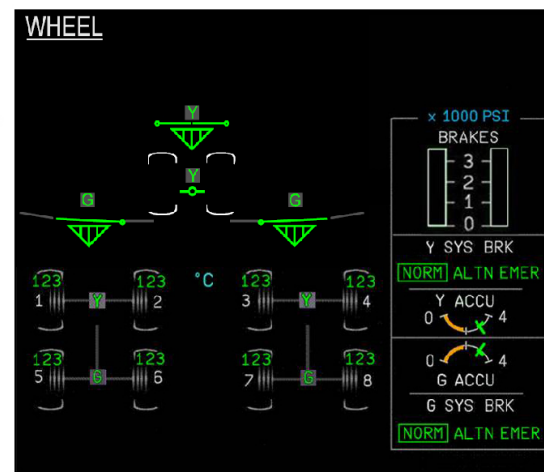 WHEEL
Y
Y
G G
123 123 °C 123 123
1 Y 2 3 Y 4
123 123 123 123
5 G 6 7 G 8
x 1000 PSI
BRAKES
3
2
1
0
Y SYS BRK
NORM ALTN EMER
Y ACCU
0 4
0 4
G ACCU
G SYS BRK
NORM ALTN EMER